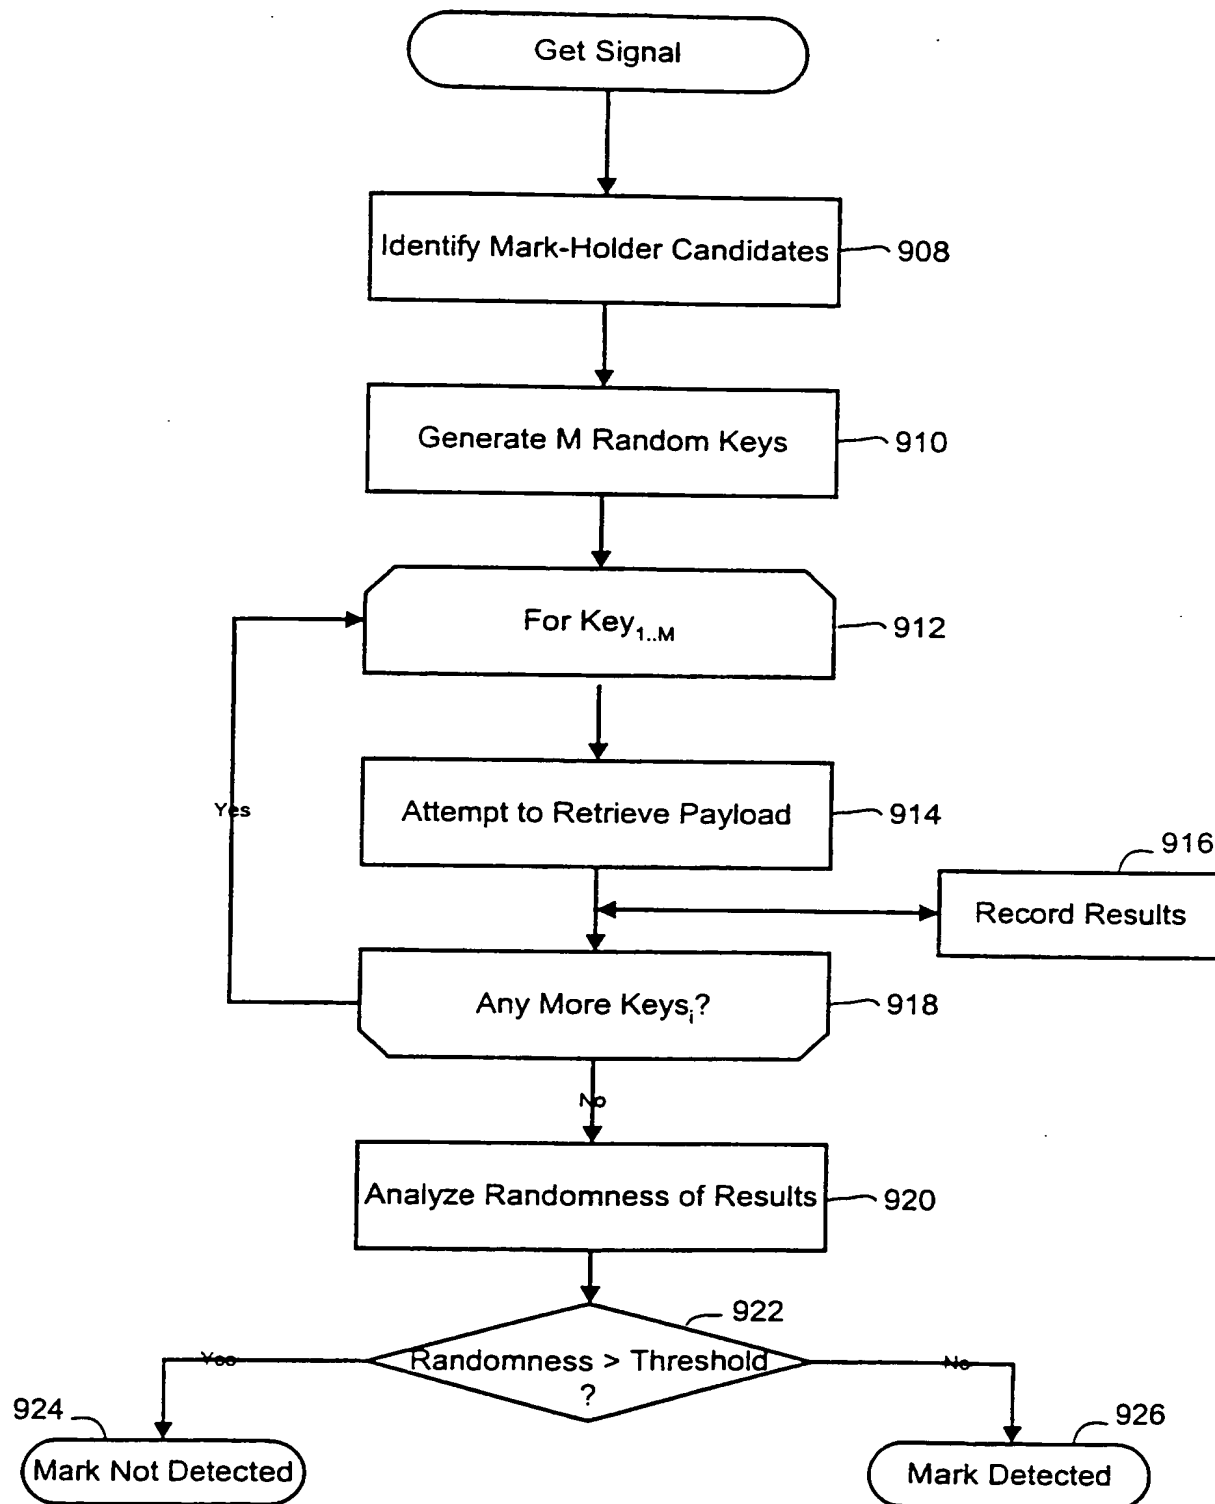 Get Signal
Identify Mark-Holder Candidates
908
Generate M Random Keys
910
For Key1..M
912
Yes
Attempt to Retrieve Payload
914
916
Record Results
Any More Keysi?
918
No
Analyze Randomness of Results
920
922
Randomness > Threshold
?
Yes
No
924
Mark Not Detected
926
Mark Detected